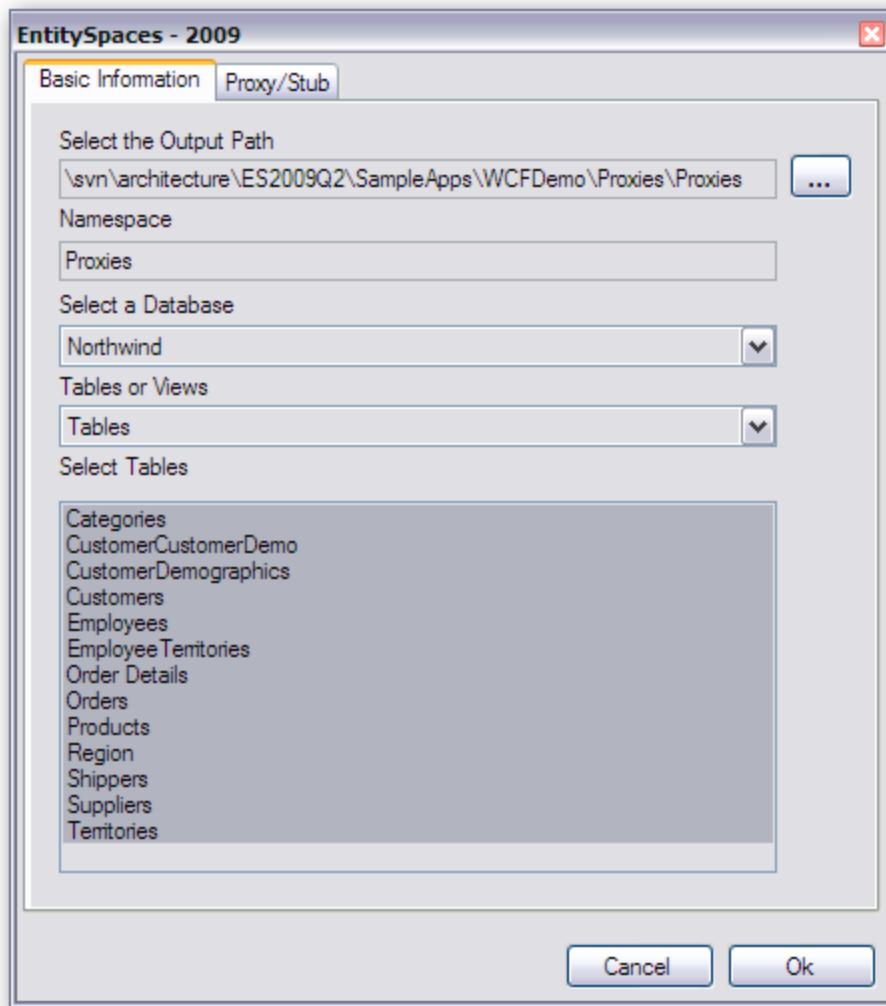 EntitySpaces - 2009
Basic Information
Proxy/Stub
Select the Output Path
\svn\architecture\ES2009Q2\SampleApps\WCFDemo\Proxies\Proxies
...
Namespace
Proxies
Select a Database
Northwind
Tables or Views
Tables
Select Tables
Categories
CustomerCustomerDemo
CustomerDemographics
Customers
Employees
EmployeeTerritories
Order Details
Orders
Products
Region
Shippers
Suppliers
Territories
Cancel
Ok